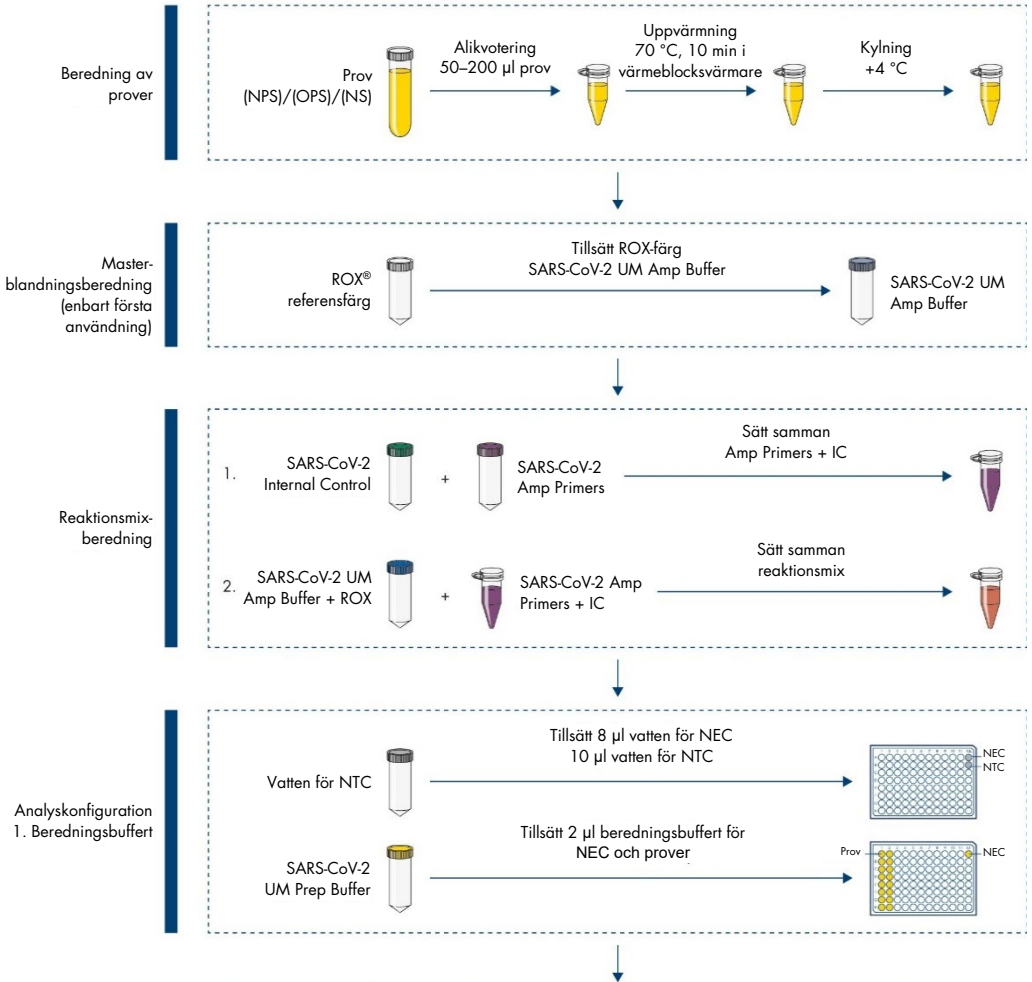 Beredning av
prover
Prov
(NPS)/(OPS)/(NS)
Alikvotering
50–200 µl prov
Uppvärmning
70 °C, 10 min i
värmeblocksvärmare
Kylning
+4 °C
Master-
blandningsberedning
(enbart första
användning)
ROX®
referensfärg
Tillsätt ROX-färg
SARS-CoV-2 UM Amp Buffer
SARS-CoV-2 UM
Amp Buffer
Reaktionsmix-
beredning
1.
SARS-CoV-2
Internal Control
+
SARS-CoV-2
Amp Primers
Sätt samman
Amp Primers + IC
2.
SARS-CoV-2 UM
Amp Buffer + ROX
+
SARS-CoV-2 Amp
Primers + IC
Sätt samman
reaktionsmix
Analyskonfiguration
1. Beredningsbuffert
Vatten för NTC
Tillsätt 8 µl vatten för NEC
10 µl vatten för NTC
NEC
NTC
SARS-CoV-2
UM Prep Buffer
Tillsätt 2 µl beredningsbuffert för
NEC och prover
Prov
NEC